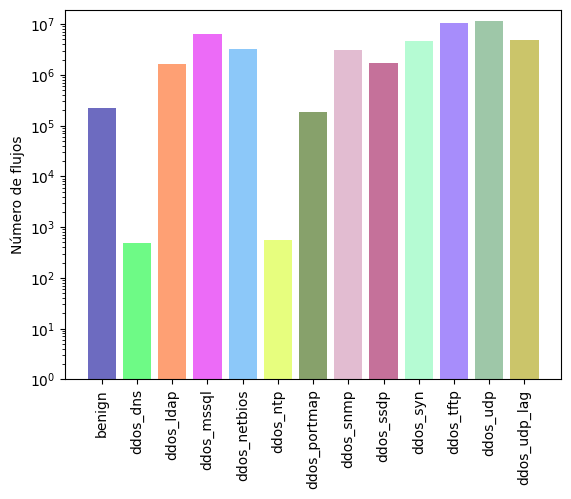 Número de flujos
10^7
10^6
10^5
10^4
10^3
10^2
10^1
10^0
benign
ddos_dns
ddos_ldap
ddos_mssql
ddos_netbios
ddos_ntp
ddos_portmap
ddos_snmp
ddos_ssdp
ddos_syn
ddos_tftp
ddos_udp
ddos_udp_lag